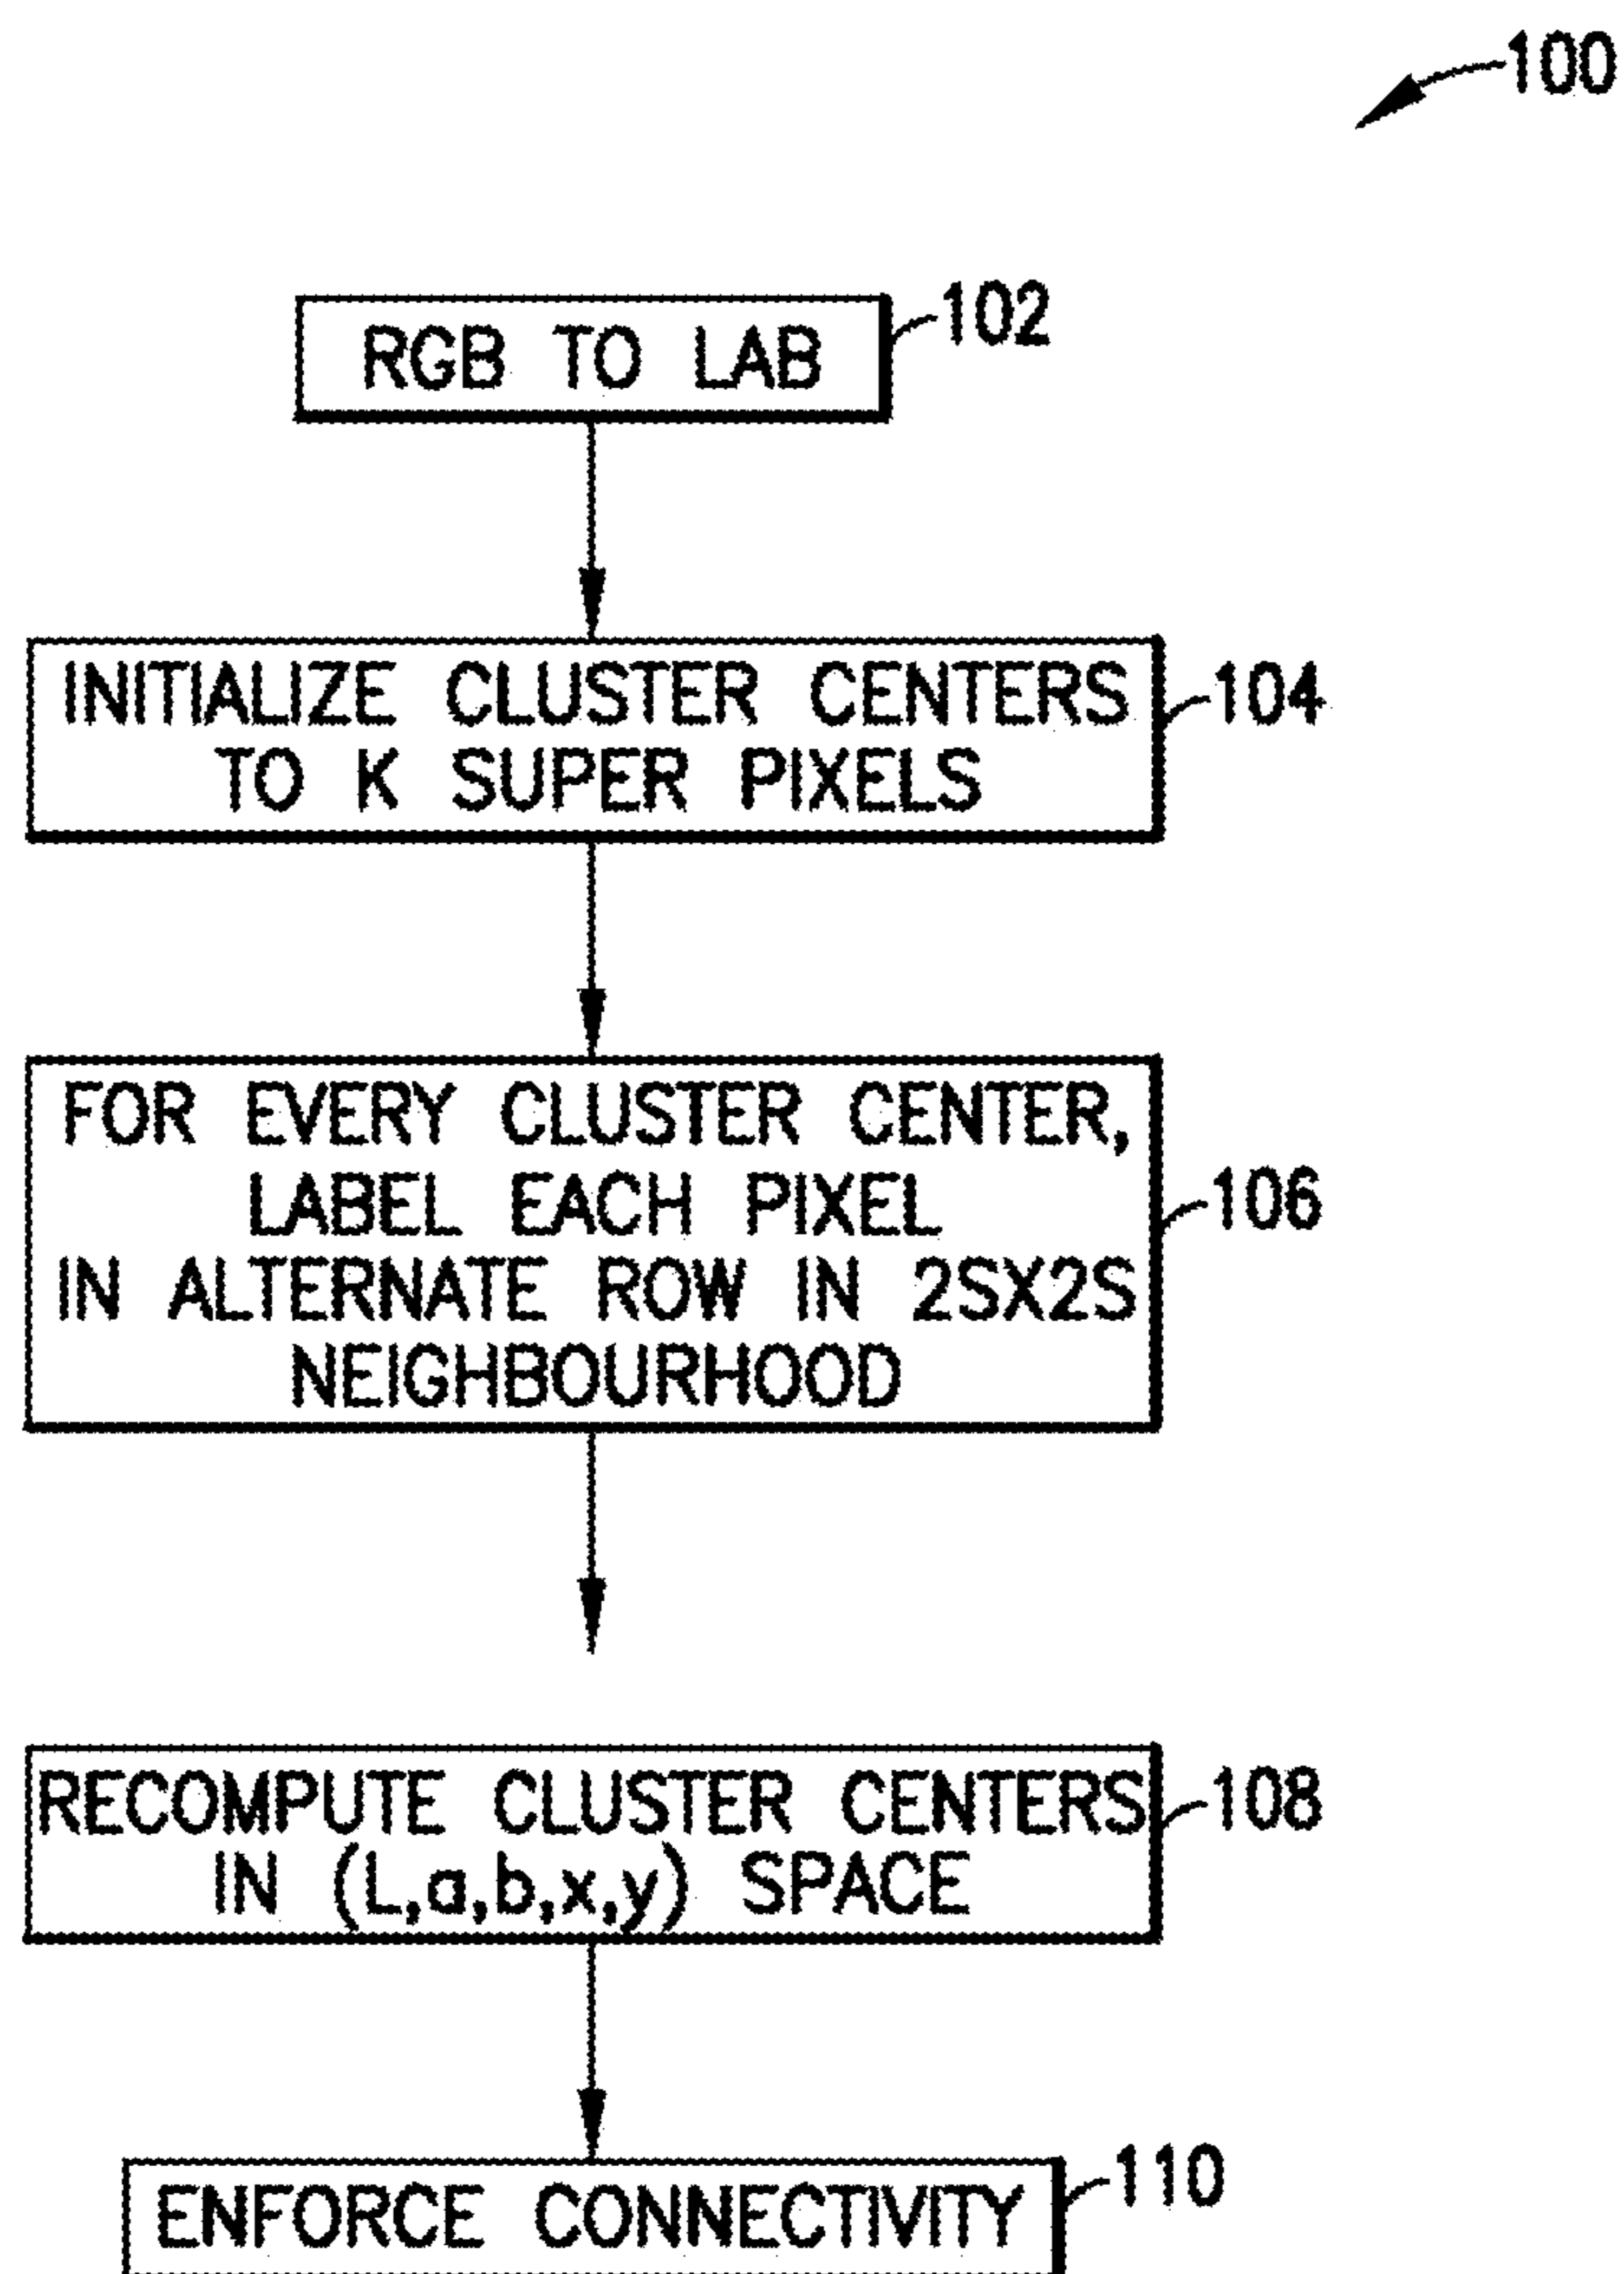 100
RGB TO LAB
102
INITIALIZE CLUSTER CENTERS
TO K SUPER PIXELS
104
FOR EVERY CLUSTER CENTER,
LABEL EACH PIXEL
IN ALTERNATE ROW IN 2SX2S
NEIGHBOURHOOD
106
RECOMPUTE CLUSTER CENTERS
IN (L,a,b,x,y) SPACE
108
ENFORCE CONNECTIVITY
110